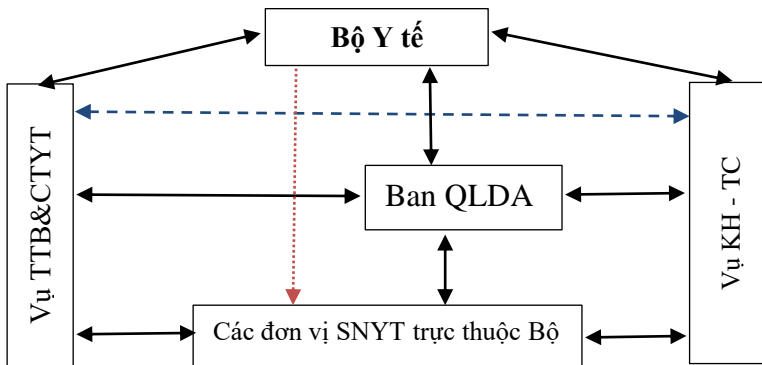 Bộ Y tế
Vụ TTB&CTYT
Ban QLDA
Vụ KH - TC
Các đơn vị SNYT trực thuộc Bộ